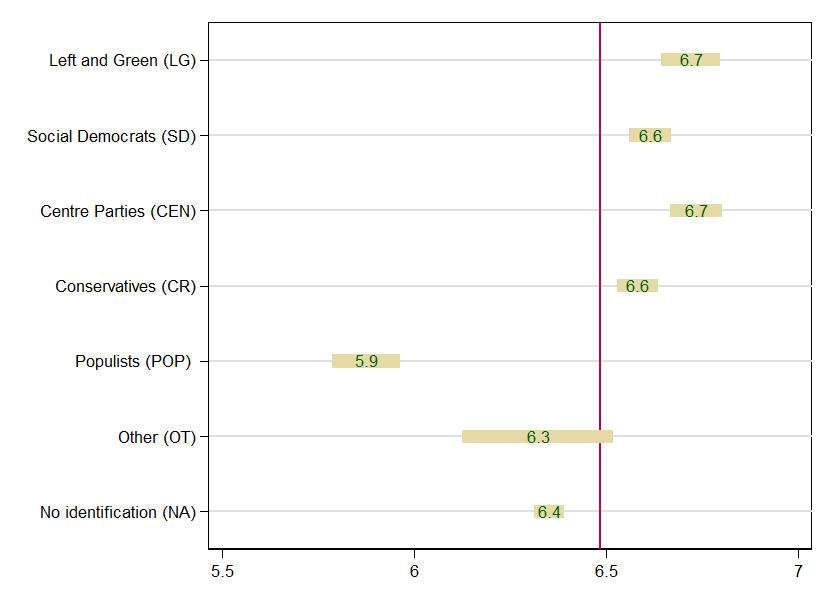 Left and Green (LG) 6.7
Social Democrats (SD) 6.6
Centre Parties (CEN) 6.7
Conservatives (CR) 6.6
Populists (POP) 5.9
Other (OT) 6.3
No identification (NA) 6.4
5.5 6 6.5 7